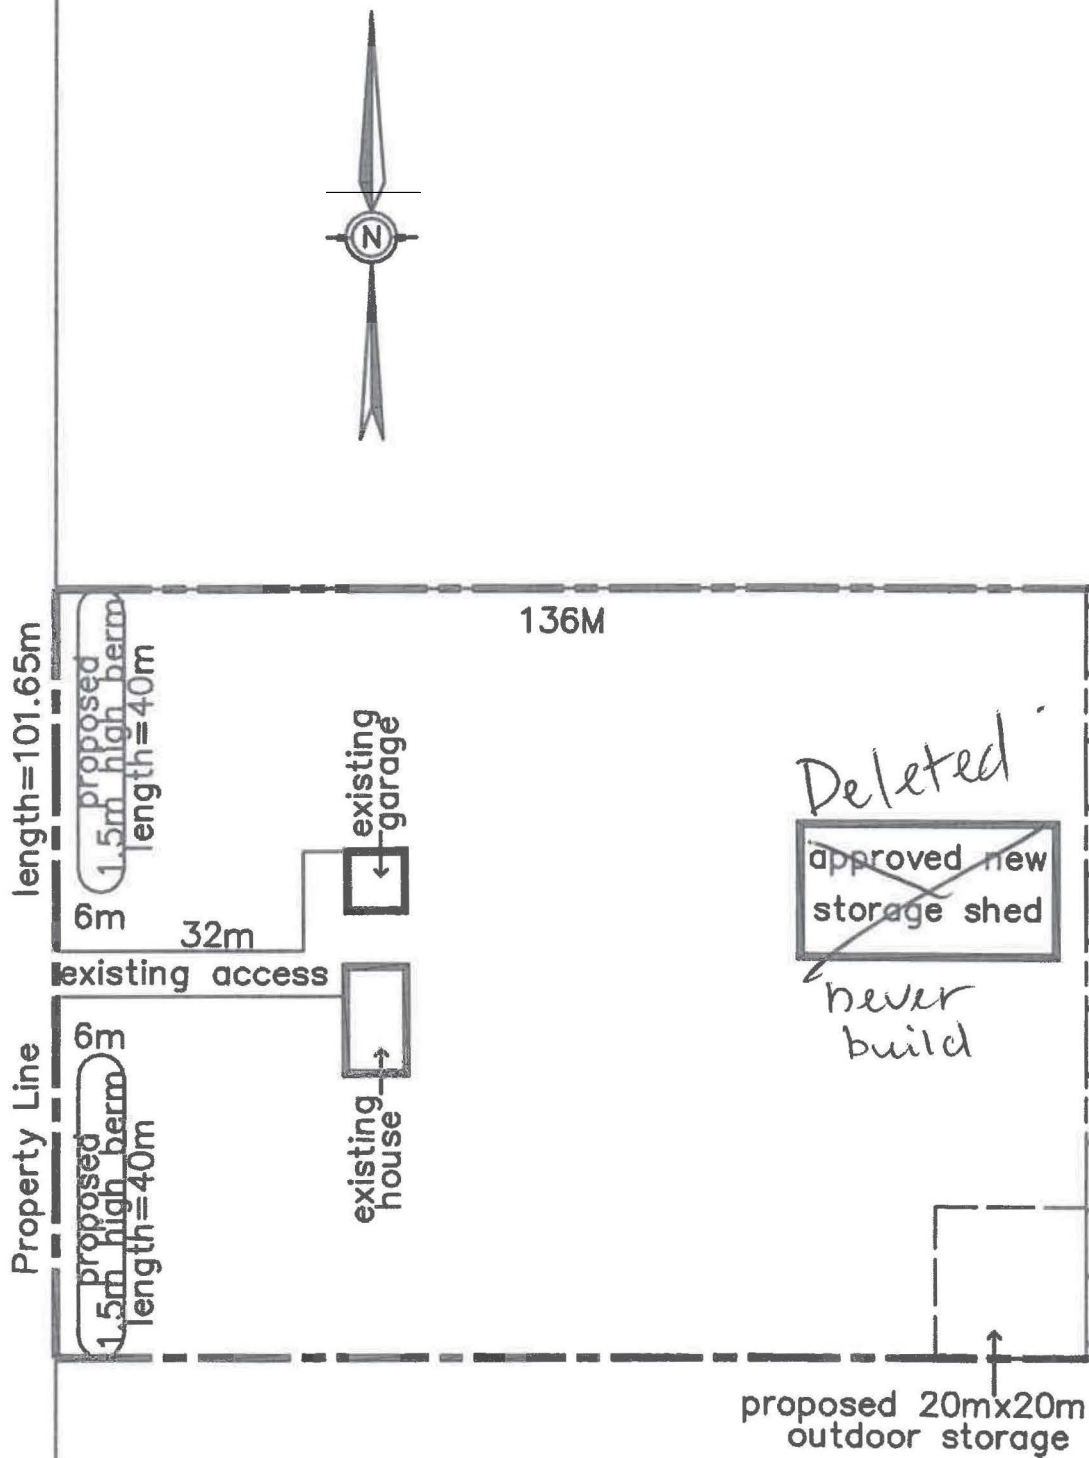 N
136M
length=101.65m
Property Line
proposed
1.5m high berm
length=40m
6m
32m
existing access
6m
proposed
1.5m high berm
length=40m
existing
garage
existing
house
Deleted
approved new
storage shed
never
build
proposed 20mx20m
outdoor storage